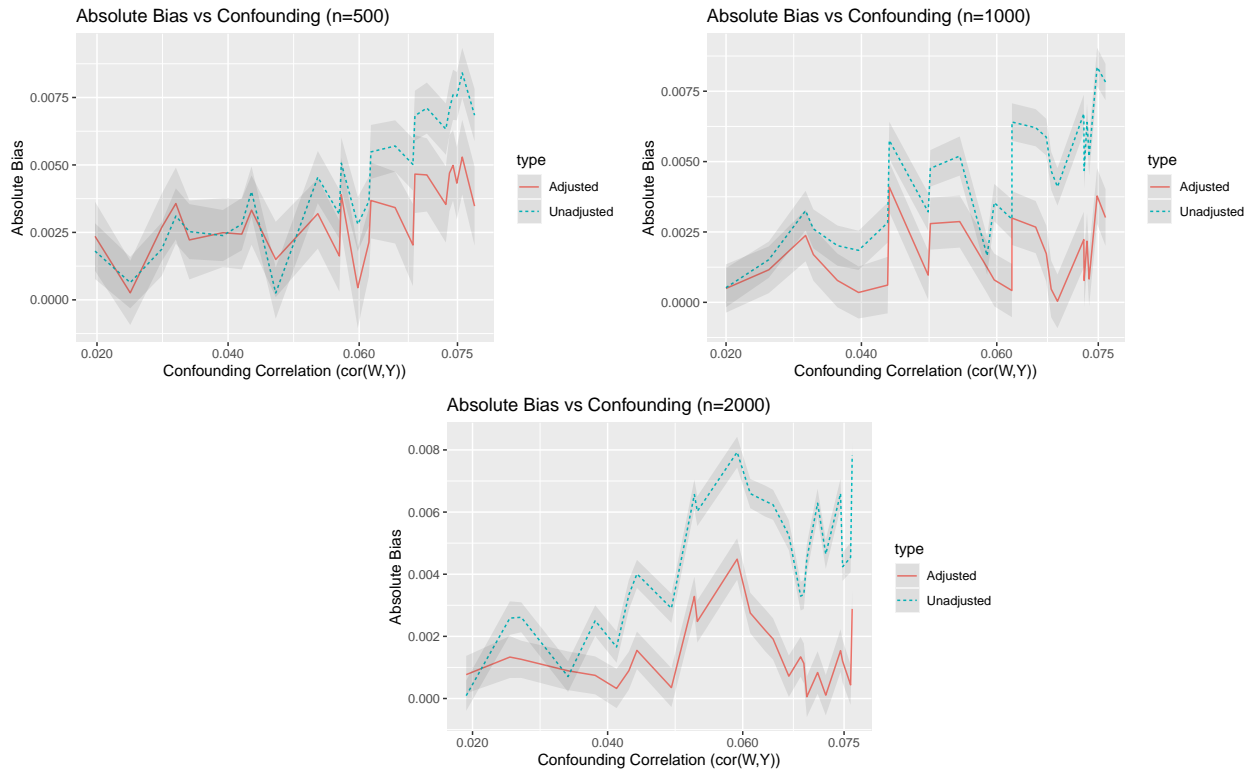 Absolute Bias vs Confounding (n=500)
0.0075
0.0050
0.0025
0.0000
Absolute Bias
0.020
0.040
0.060
0.075
Confounding Correlation (cor(W,Y))
type
Adjusted
Unadjusted
Absolute Bias vs Confounding (n=1000)
0.0075
0.0050
0.0025
0.0000
Absolute Bias
0.020
0.040
0.060
0.075
Confounding Correlation (cor(W,Y))
type
Adjusted
Unadjusted
Absolute Bias vs Confounding (n=2000)
0.008
0.006
0.004
0.002
0.000
Absolute Bias
0.020
0.040
0.060
0.075
Confounding Correlation (cor(W,Y))
type
Adjusted
Unadjusted